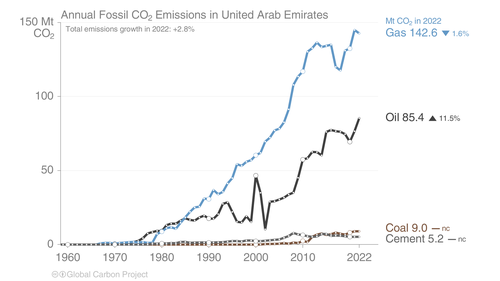 Annual Fossil CO₂ Emissions in United Arab Emirates
150 Mt
CO₂
Total emissions growth in 2022: +2.8%
Mt CO₂ in 2022
Gas 142.6 ▼ 1.6%
100
Oil 85.4 ▲ 11.5%
50
Coal 9.0 — nc
Cement 5.2 — nc
0
1960 1970 1980 1990 2000 2010 2022
Global Carbon Project